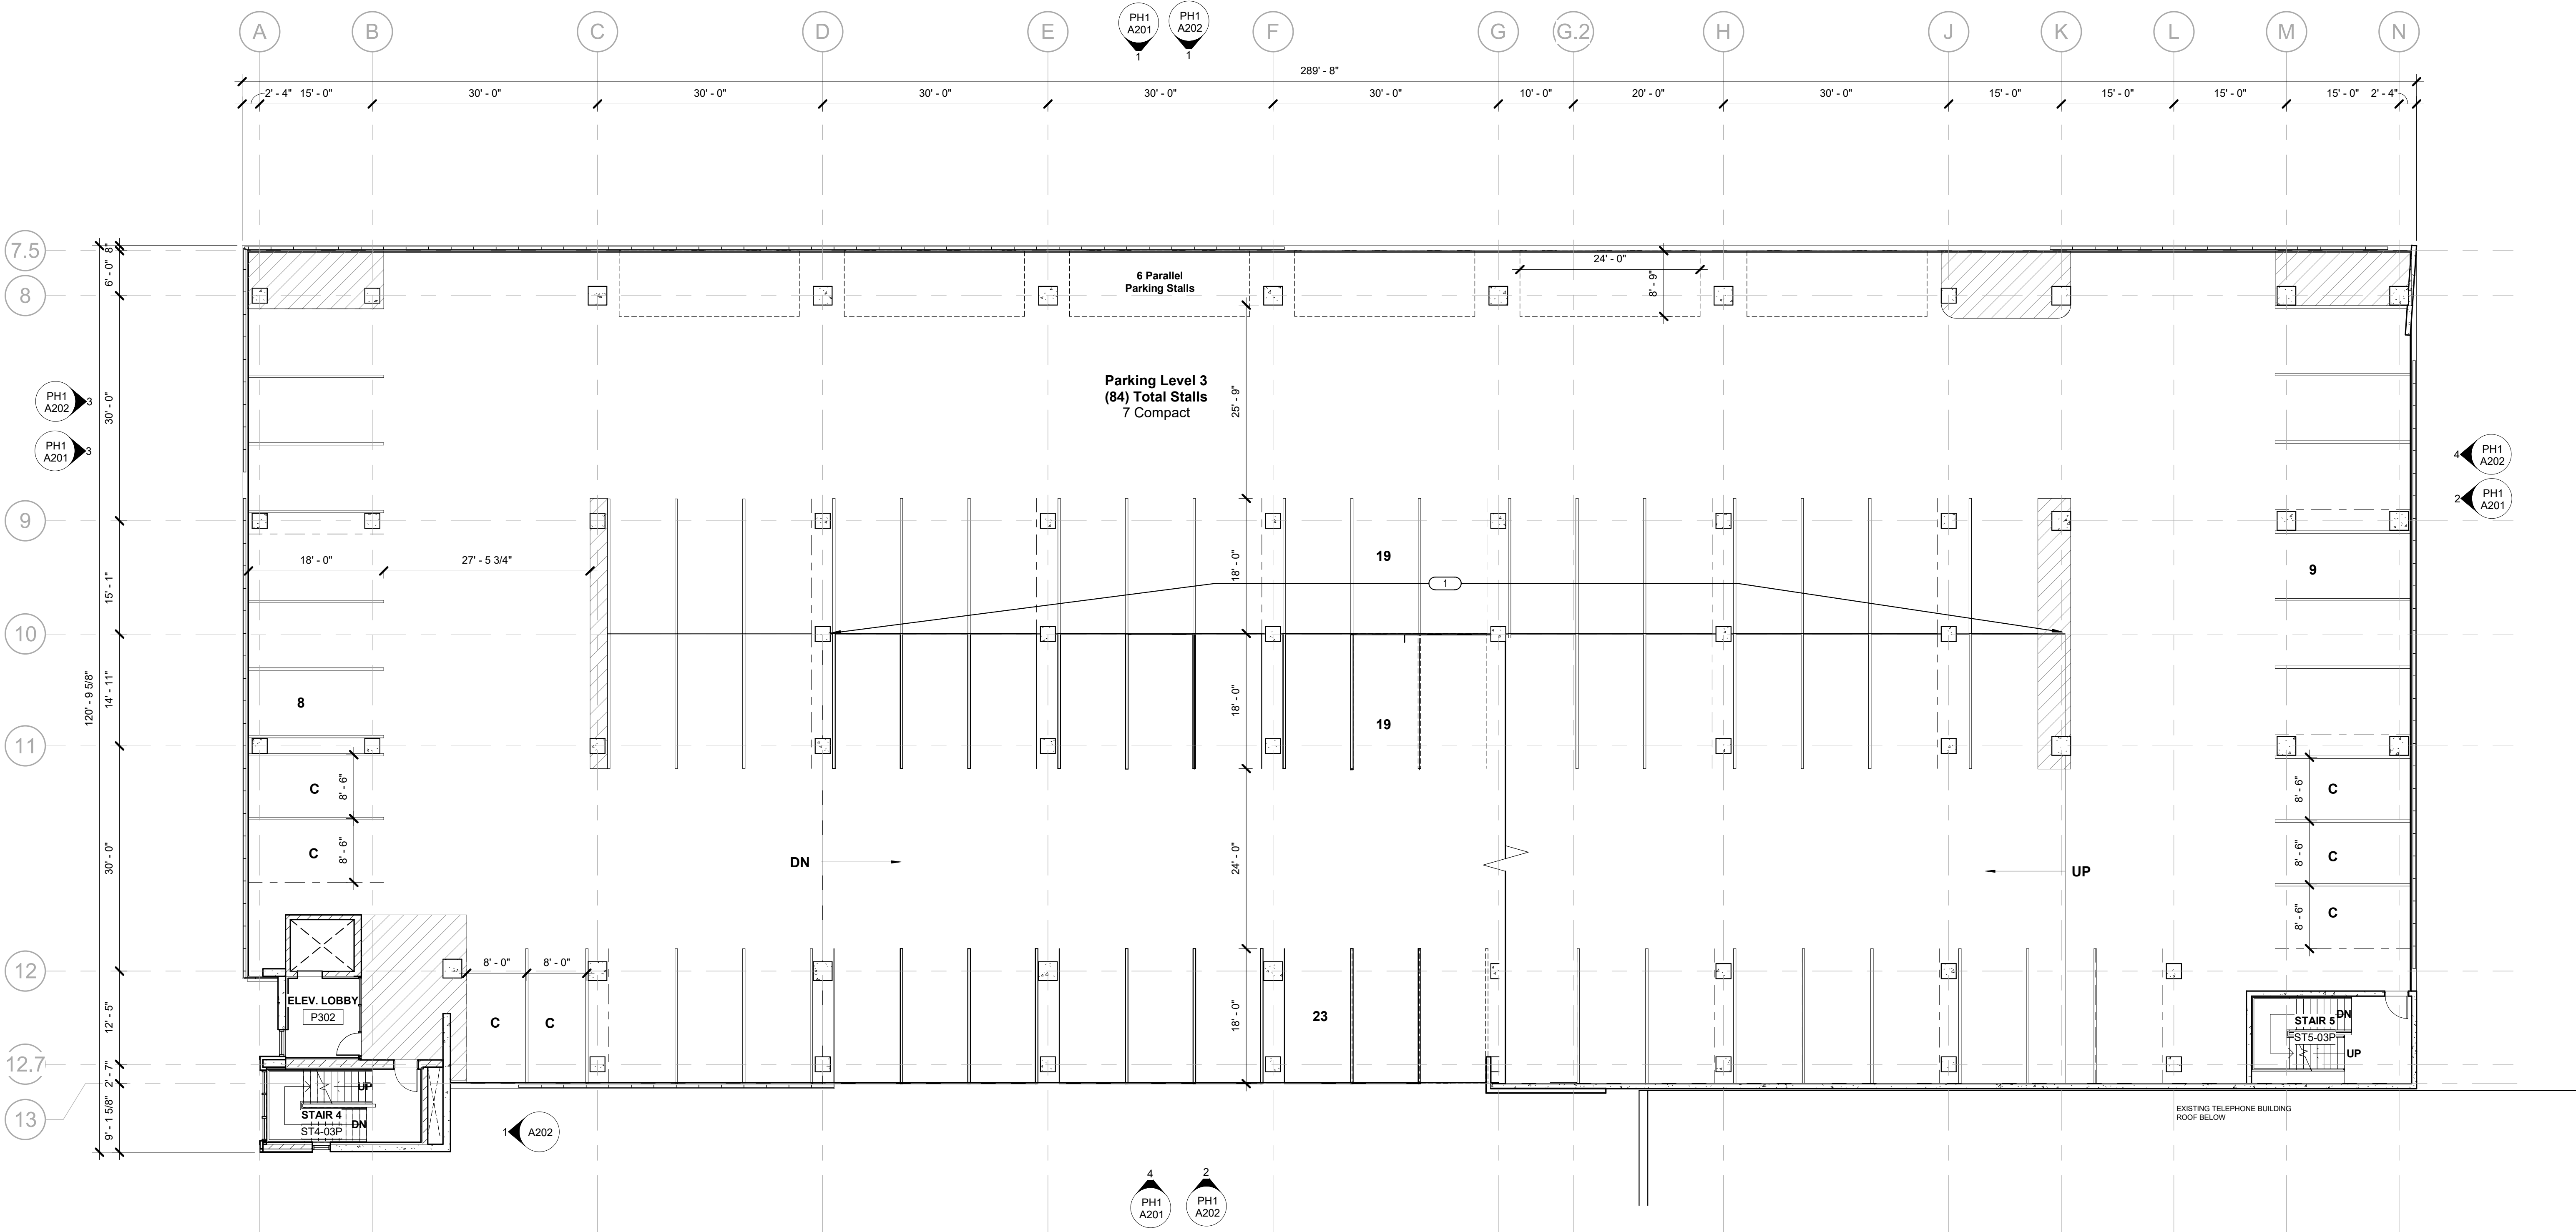 A B C D E F G G.2 H J K L M N
PH1
A201
1
PH1
A202
1
289' - 8"
2' - 4" 15' - 0" 30' - 0" 30' - 0" 30' - 0" 30' - 0" 30' - 0" 10' - 0" 20' - 0" 30' - 0" 15' - 0" 15' - 0" 15' - 0" 15' - 0" 2' - 4"
7.5
8
9
10
11
12
12.7
13
8"
6' - 0"
30' - 0"
15' - 1"
14' - 11"
30' - 0"
12' - 5"
2' - 7"
9' - 1 5/8"
120' - 9 5/8"
PH1
A202
3
PH1
A201
3
6 Parallel
Parking Stalls
24' - 0"
8' - 9"
Parking Level 3
(84) Total Stalls
7 Compact
25' - 9"
4
PH1
A202
2
PH1
A201
18' - 0"
27' - 5 3/4"
18' - 0"
19
1
9
8
18' - 0"
19
C
8' - 6"
C
8' - 6"
DN
24' - 0"
UP
8' - 6"
C
8' - 6"
C
8' - 6"
C
8' - 0" 8' - 0"
ELEV. LOBBY
P302
C C
18' - 0"
23
STAIR 5
ST5-03P
DN
UP
UP
STAIR 4
ST4-03P
DN
1
A202
EXISTING TELEPHONE BUILDING
ROOF BELOW
4
PH1
A201
2
PH1
A202